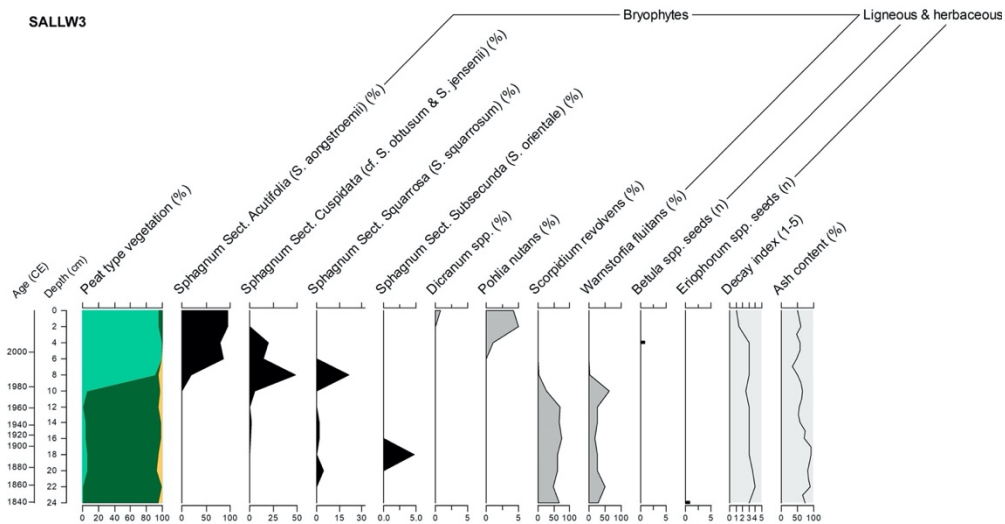 SALLW3
Bryophytes
Ligneous & herbaceous
Age (CE)
Depth (cm)
Peat type vegetation (%)
Sphagnum Sect. Acutifolia (S. aongstroemii) (%)
Sphagnum Sect. Cuspidata (cf. S. obtusum & S. jensenii) (%)
Sphagnum Sect. Squarrosa (S. squarrosum) (%)
Sphagnum Sect. Subsecunda (S. orientale) (%)
Dicranum spp. (%)
Pohlia nutans (%)
Scorpidium revolvens (%)
Warnstorfia fluitans (%)
Betula spp. seeds (n)
Eriophorum spp. seeds (n)
Decay index (1-5)
Ash content (%)
0
2
4
2000 6
8
1980 10
1960 12
1940 14
1920 16
1900 18
1880 20
1860 22
1840 24
0 20 40 60 80 100 0 50 100 0 25 50 0 15 30 0 5.0 0 5 0 5 0 50 100 0 50 100 0 5 0 5 0 1 2 3 4 5 0 50 100